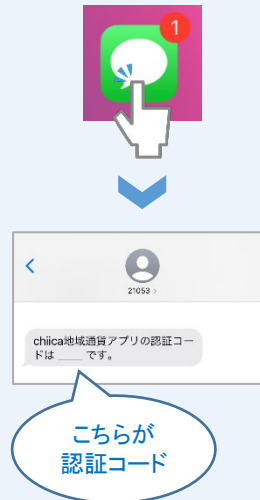 1
21053 >
chiica地域通貨アプリの認証コー
ドは ____ です。
こちらが
認証コード